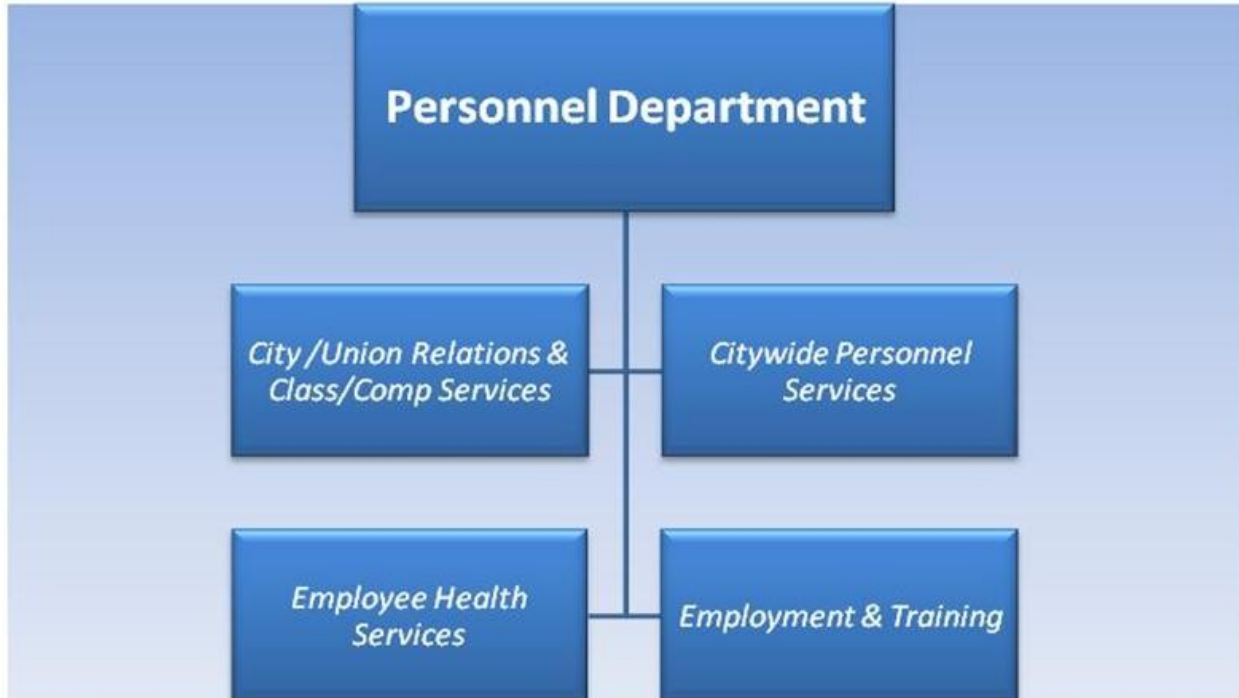 Personnel Department
City /Union Relations &
Class/Comp Services
Citywide Personnel
Services
Employee Health
Services
Employment & Training